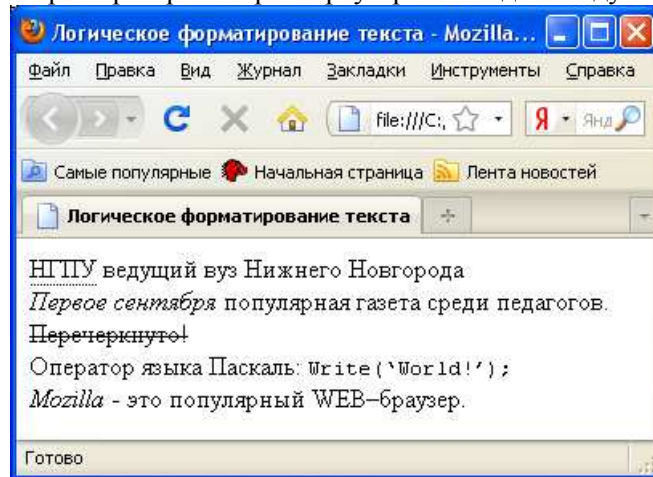 Логическое форматирование текста - Mozilla...
Файл Правка Вид Журнал Закладки Инструменты Справка
file:///C:, Я Янд
Самые популярные Начальная страница Лента новостей
Логическое форматирование текста
НГПУ ведущий вуз Нижнего Новгорода
Первое сентября популярная газета среди педагогов.
Перечеркнуто!
Оператор языка Паскаль: Write(‘World!’);
Mozilla - это популярный WEB–браузер.
Готово